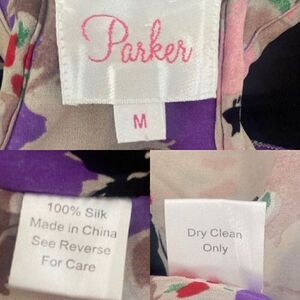 Parker
M
100% Silk
Made in China
See Reverse
For Care
Dry Clean
Only